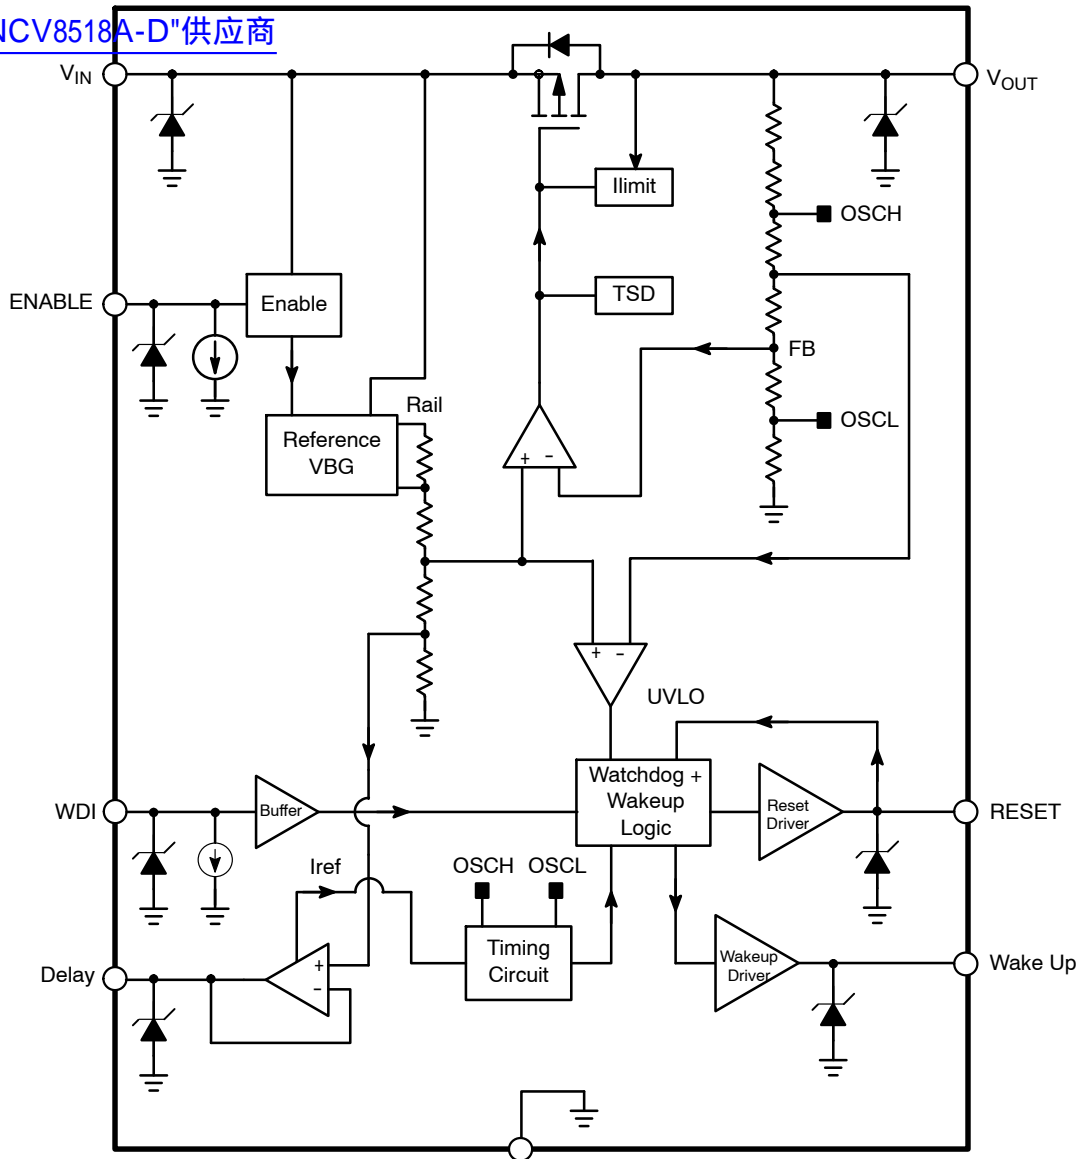 NCV8518A-D"供应商
VIN
VOUT
Ilimit
OSCH
ENABLE
Enable
TSD
FB
Rail
Reference
VBG
OSCL
+ −
+ −
UVLO
Watchdog +
Wakeup
Logic
WDI
Buffer
Reset
Driver
RESET
Iref
OSCH
OSCL
Timing
Circuit
Wakeup
Driver
Wake Up
Delay
+
−